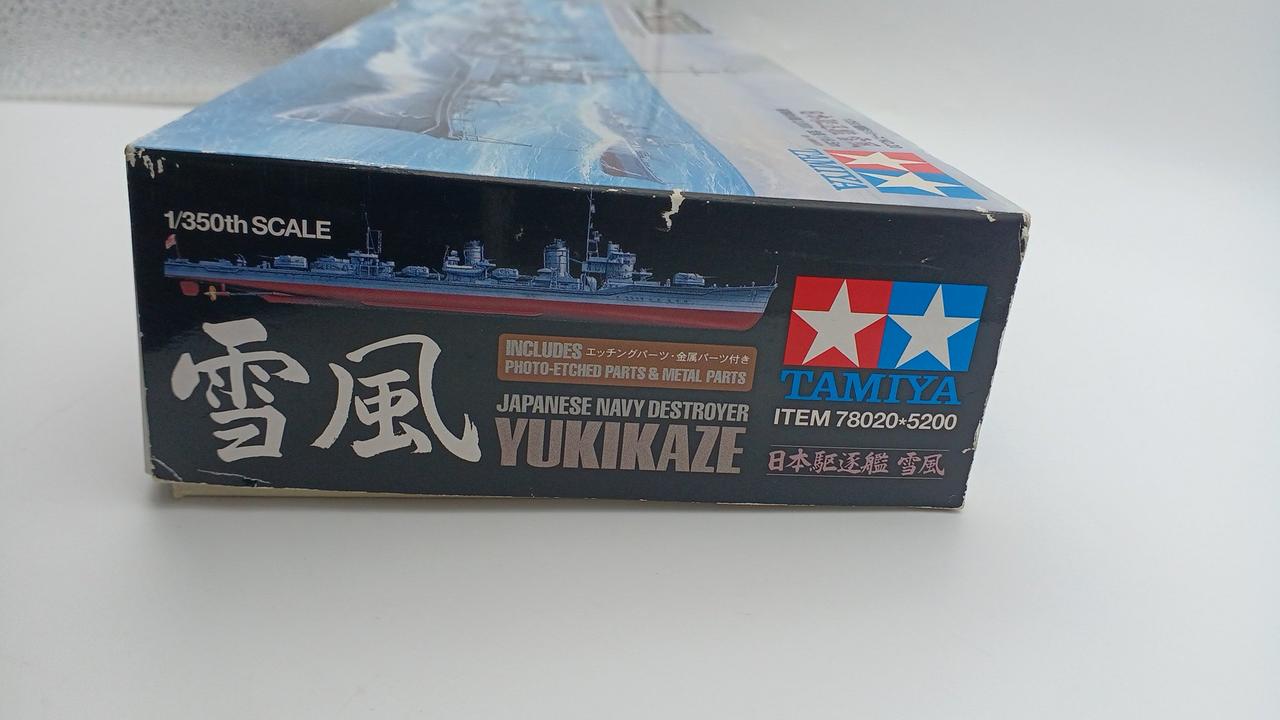 TAMIYA
1/350th SCALE
雪風
INCLUDES エッチングパーツ・金属パーツ付き
PHOTO-ETCHED PARTS & METAL PARTS
JAPANESE NAVY DESTROYER
YUKIKAZE
TAMIYA
ITEM 78020*5200
日本駆逐艦 雪風